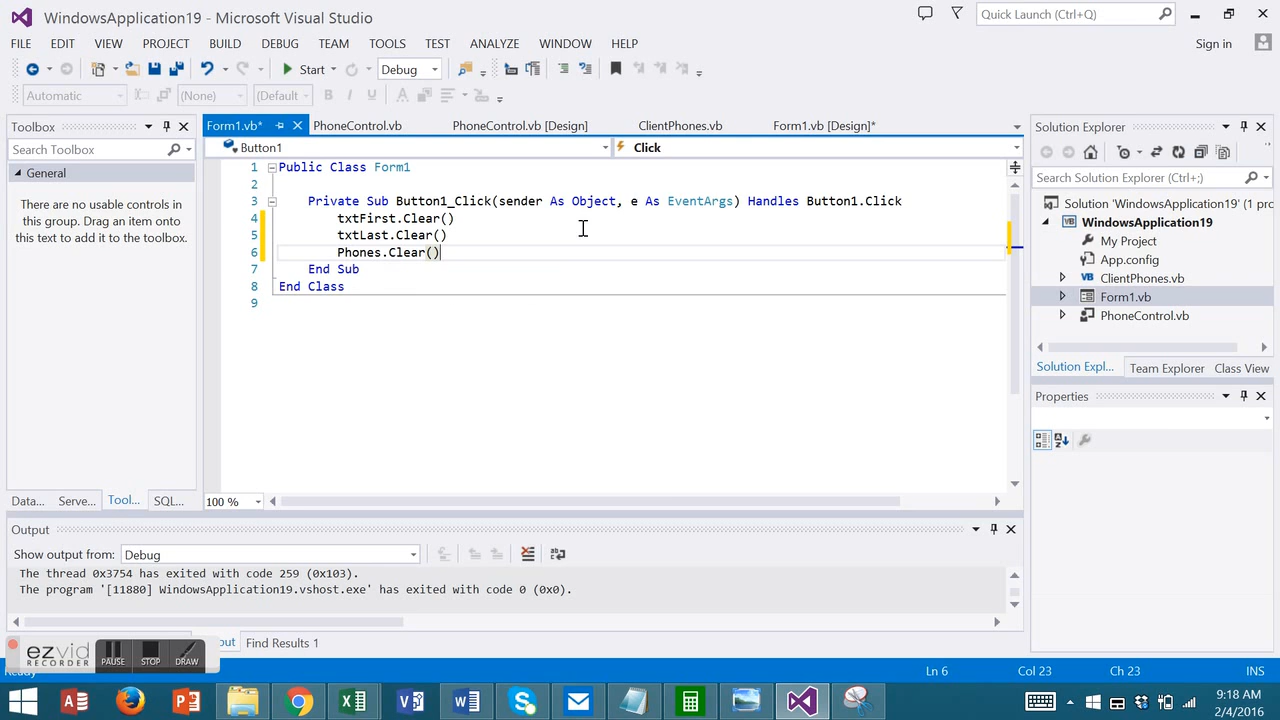 WindowsApplication19 - Microsoft Visual Studio
Quick Launch (Ctrl+Q)
FILE EDIT VIEW PROJECT BUILD DEBUG TEAM TOOLS TEST ANALYZE WINDOW HELP
Sign in
Start
Debug
Automatic
(None)
(Default
B I U A
Toolbox
Search Toolbox
General
There are no usable controls in
this group. Drag an item onto
this text to add it to the toolbox.
Data... Serve... Tool... SQL...
Form1.vb* PhoneControl.vb PhoneControl.vb [Design] ClientPhones.vb Form1.vb [Design]*
Button1 Click
1 Public Class Form1
2
3 Private Sub Button1_Click(sender As Object, e As EventArgs) Handles Button1.Click
4 txtFirst.Clear()
5 txtLast.Clear()
6 Phones.Clear()
7 End Sub
8 End Class
9
100 %
Solution Explorer
Search Solution Explorer (Ctrl+;)
Solution 'WindowsApplication19' (1 proj
WindowsApplication19
My Project
App.config
VB ClientPhones.vb
Form1.vb
PhoneControl.vb
Solution Expl... Team Explorer Class View
Properties
Output
Show output from: Debug
The thread 0x3754 has exited with code 259 (0x103).
The program '[11880] WindowsApplication19.vshost.exe' has exited with code 0 (0x0).
Find Results 1
ezvid
RECORDER
PAUSE STOP DRAW
Ready
Ln 6 Col 23 Ch 23 INS
9:18 AM
2/4/2016